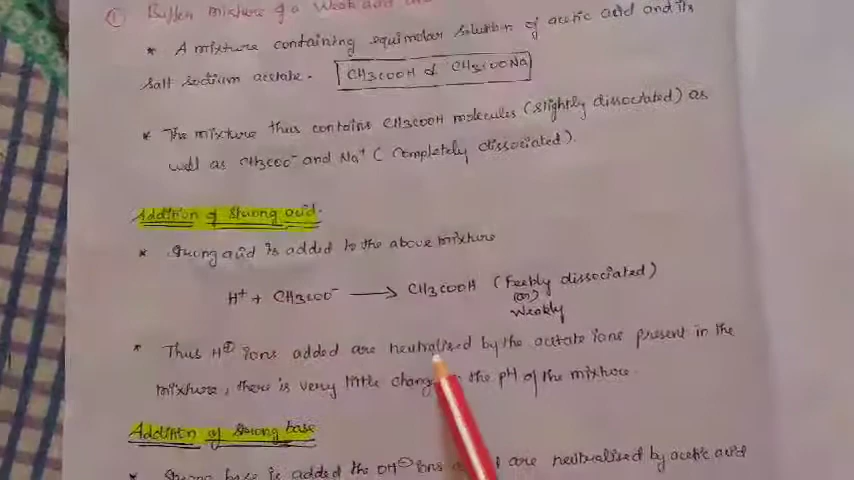 ① Buffer mixture of a Weak acid
* A mixture containing equimolar solution of acetic acid and its
salt sodium acetate. CH3COOH & CH3COONa
* The mixture thus contains CH3COOH molecules (slightly dissociated) as
well as CH3COO⁻ and Na⁺ (completely dissociated).
Addition of strong acid.
* Strong acid is added to the above mixture
H⁺ + CH3COO⁻ ⟶ CH3COOH (Feebly dissociated)
(or)
Weakly
* Thus H⊕ ions added are neutralised by the acetate ions present in the
mixture, there is very little change the pH of the mixture.
Addition of strong base
* Strong base is added the OH⊖ ions are neutralised by acetic acid